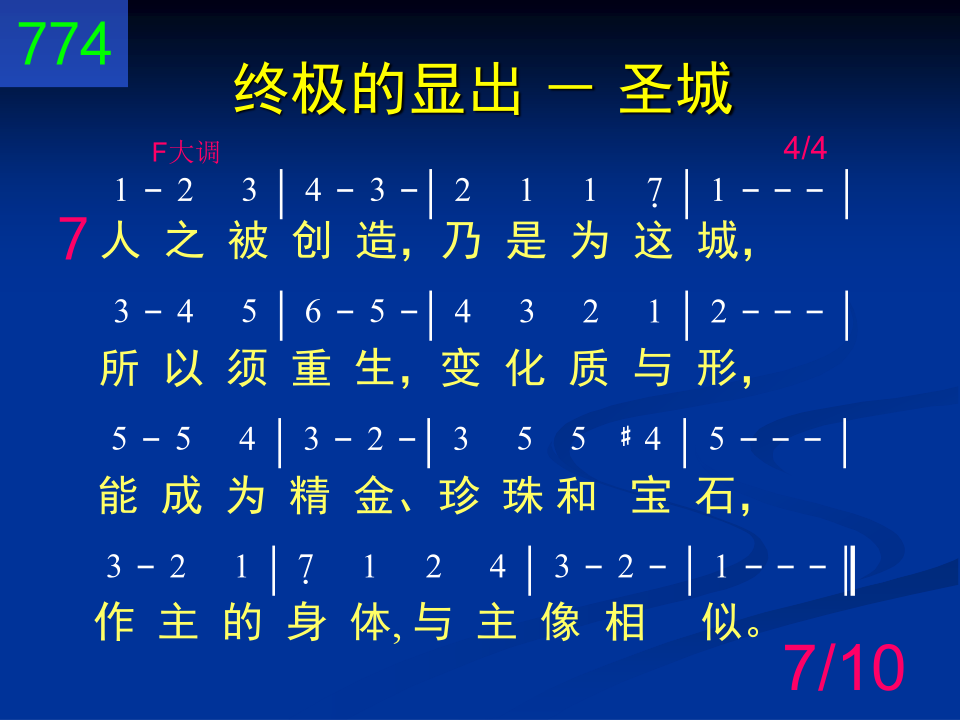 774
终极的显出 － 圣城
F大调 4/4
1 – 2 3 | 4 – 3 – | 2 1 1 7̣ | 1 – – – |
7 人 之 被 创 造，乃 是 为 这 城，
3 – 4 5 | 6 – 5 – | 4 3 2 1 | 2 – – – |
所 以 须 重 生，变 化 质 与 形，
5 – 5 4 | 3 – 2 – | 3 5 5 ♯4 | 5 – – – |
能 成 为 精 金、珍 珠 和 宝 石，
3 – 2 1 | 7̣ 1 2 4 | 3 – 2 – | 1 – – – ‖
作 主 的 身 体, 与 主 像 相 似。
7/10